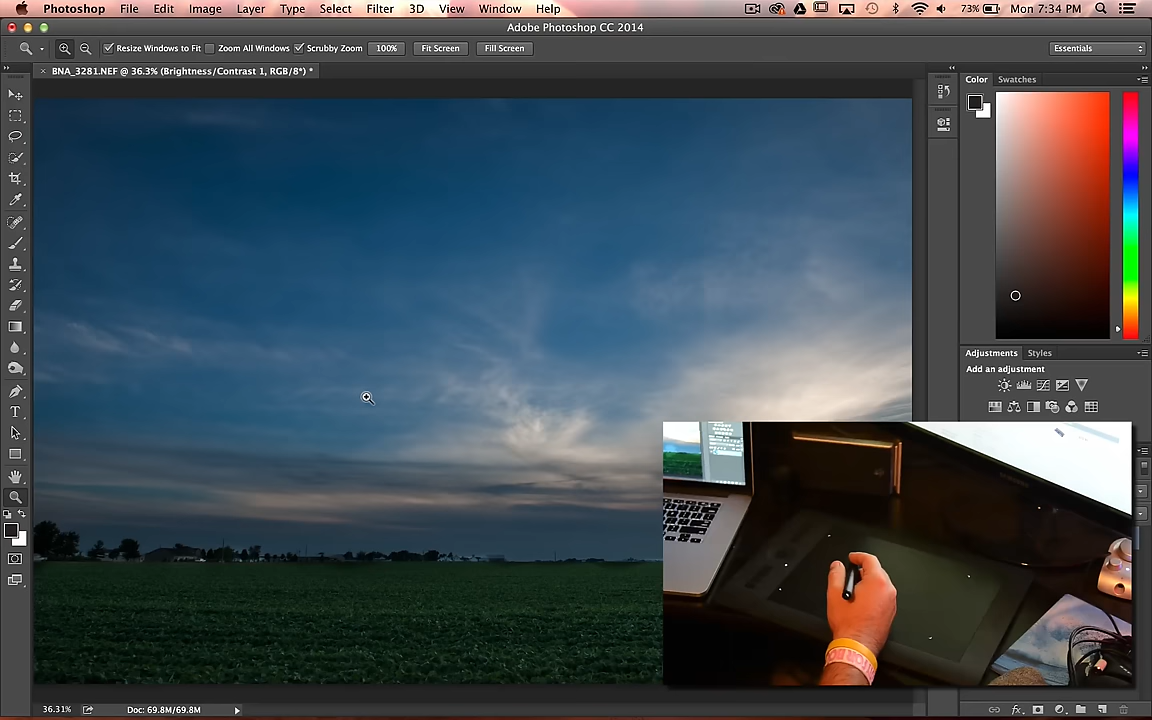 Photoshop File Edit Image Layer Type Select Filter 3D View Window Help 73% Mon 7:34 PM
Adobe Photoshop CC 2014
Resize Windows to Fit Zoom All Windows Scrubby Zoom 100% Fit Screen Fill Screen Essentials
BNA_3281.NEF @ 36.3% (Brightness/Contrast 1, RGB/8*) *
Color Swatches
Adjustments Styles
Add an adjustment
36.31% Doc: 69.8M/69.8M